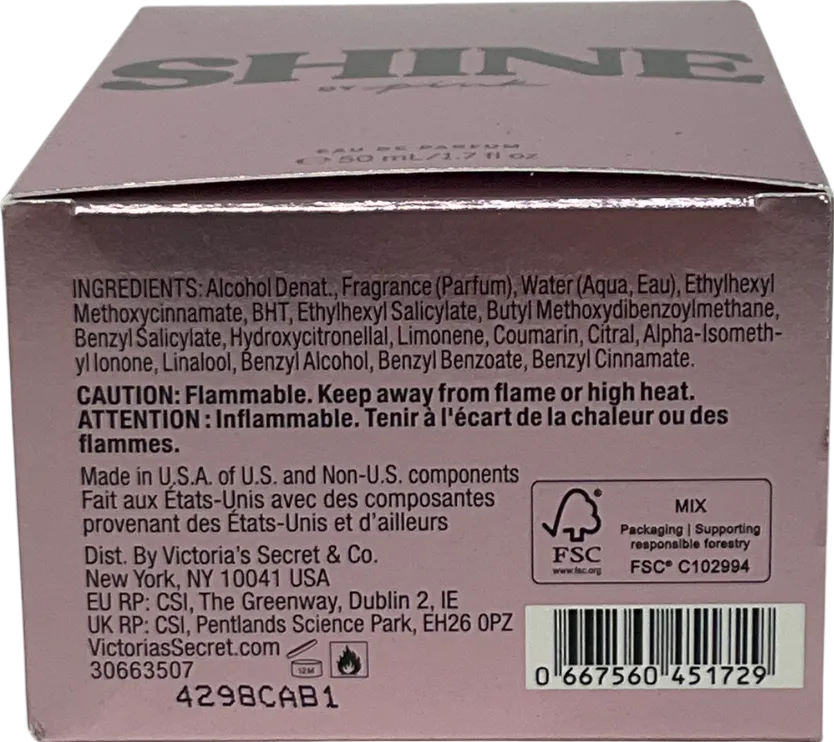 SHINE
BY pink
EAU DE PARFUM
℮ 50 mL/1.7 fl oz
INGREDIENTS: Alcohol Denat., Fragrance (Parfum), Water (Aqua, Eau), Ethylhexyl
Methoxycinnamate, BHT, Ethylhexyl Salicylate, Butyl Methoxydibenzoylmethane,
Benzyl Salicylate, Hydroxycitronellal, Limonene, Coumarin, Citral, Alpha-Isometh-
yl Ionone, Linalool, Benzyl Alcohol, Benzyl Benzoate, Benzyl Cinnamate.
CAUTION: Flammable. Keep away from flame or high heat.
ATTENTION : Inflammable. Tenir à l'écart de la chaleur ou des
flammes.
Made in U.S.A. of U.S. and Non-U.S. components
Fait aux États-Unis avec des composantes
provenant des États-Unis et d'ailleurs
Dist. By Victoria's Secret & Co.
New York, NY 10041 USA
EU RP: CSI, The Greenway, Dublin 2, IE
UK RP: CSI, Pentlands Science Park, EH26 0PZ
VictoriasSecret.com
30663507
12M
4298CAB1
FSC
www.fsc.org
MIX
Packaging | Supporting
responsible forestry
FSC® C102994
0 667560 451729